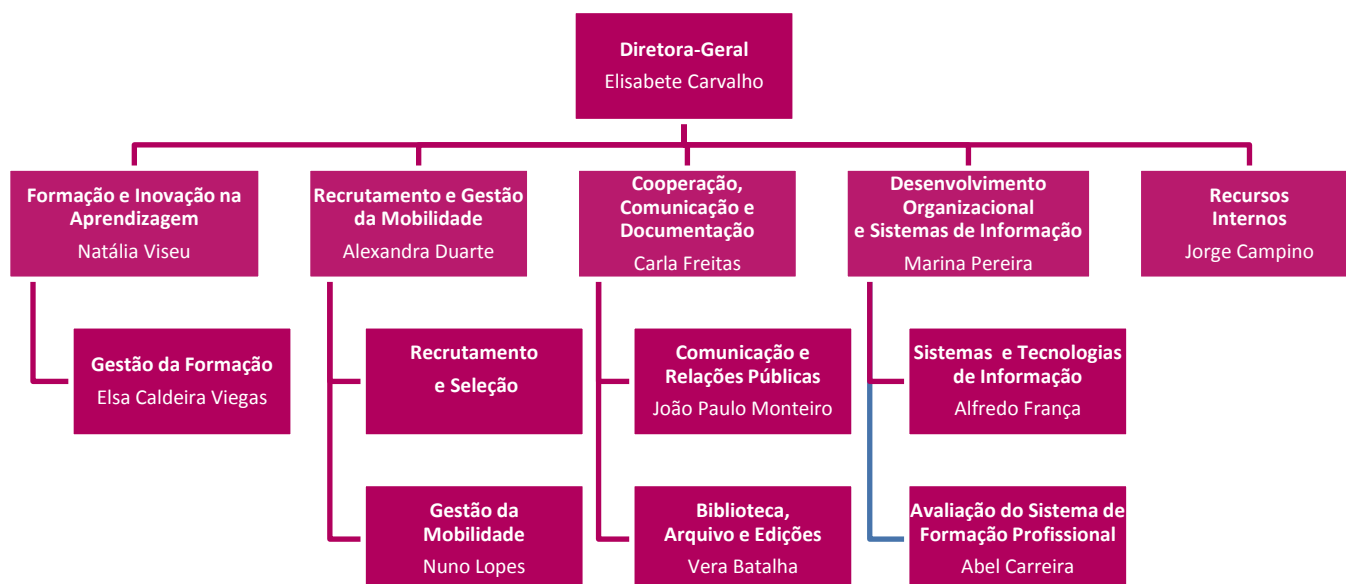 Diretora-Geral
Elisabete Carvalho
Formação e Inovação na
Aprendizagem
Natália Viseu
Recrutamento e Gestão
da Mobilidade
Alexandra Duarte
Cooperação,
Comunicação e
Documentação
Carla Freitas
Desenvolvimento
Organizacional
e Sistemas de Informação
Marina Pereira
Recursos
Internos
Jorge Campino
Gestão da Formação
Elsa Caldeira Viegas
Recrutamento
e Seleção
Comunicação e
Relações Públicas
João Paulo Monteiro
Sistemas e Tecnologias
de Informação
Alfredo França
Gestão da
Mobilidade
Nuno Lopes
Biblioteca,
Arquivo e Edições
Vera Batalha
Avaliação do Sistema de
Formação Profissional
Abel Carreira